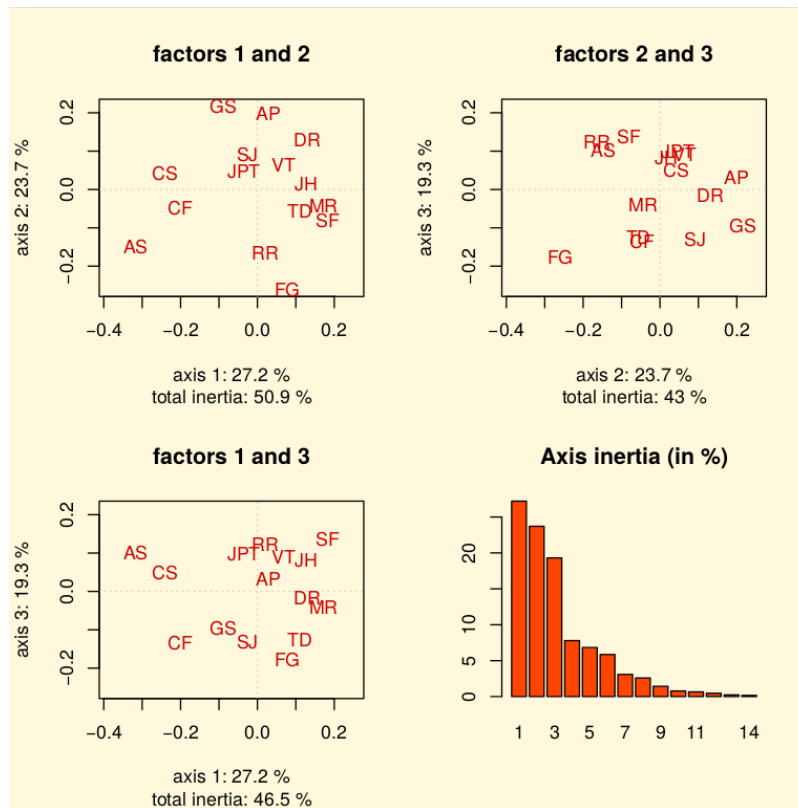 factors 1 and 2
axis 2: 23.7 %
0.2
0.0
−0.2
GS
AP
DR
SJ
VT
JPT
CS
JH
CF
MR
TD
SF
AS
RR
FG
−0.4
−0.2
0.0
0.2
axis 1: 27.2 %
total inertia: 50.9 %
factors 2 and 3
axis 3: 19.3 %
0.2
0.0
−0.2
SF
RR
AS
JPT
VT
JH
CS
AP
DR
MR
GS
TD
CF
SJ
FG
−0.4
−0.2
0.0
0.2
axis 2: 23.7 %
total inertia: 43 %
factors 1 and 3
axis 3: 19.3 %
0.2
0.0
−0.2
SF
RR
AS
JPT
VT
JH
CS
AP
DR
MR
GS
TD
CF
SJ
FG
−0.4
−0.2
0.0
0.2
axis 1: 27.2 %
total inertia: 46.5 %
Axis inertia (in %)
20
10
5
0
1
3
5
7
9
11
14